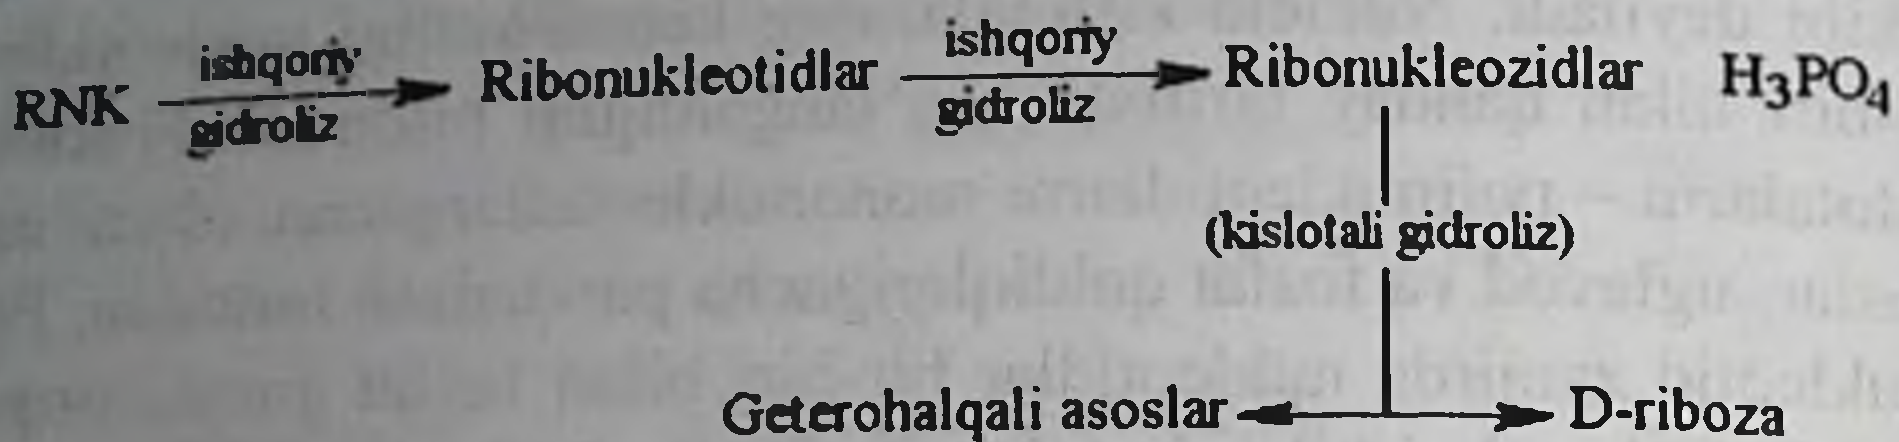 RNK ishqoriy gidroliz Ribonukleotidlar ishqoriy gidroliz Ribonukleozidlar H₃PO₄
(kislotali gidroliz)
Geterohalqali asoslar D-riboza